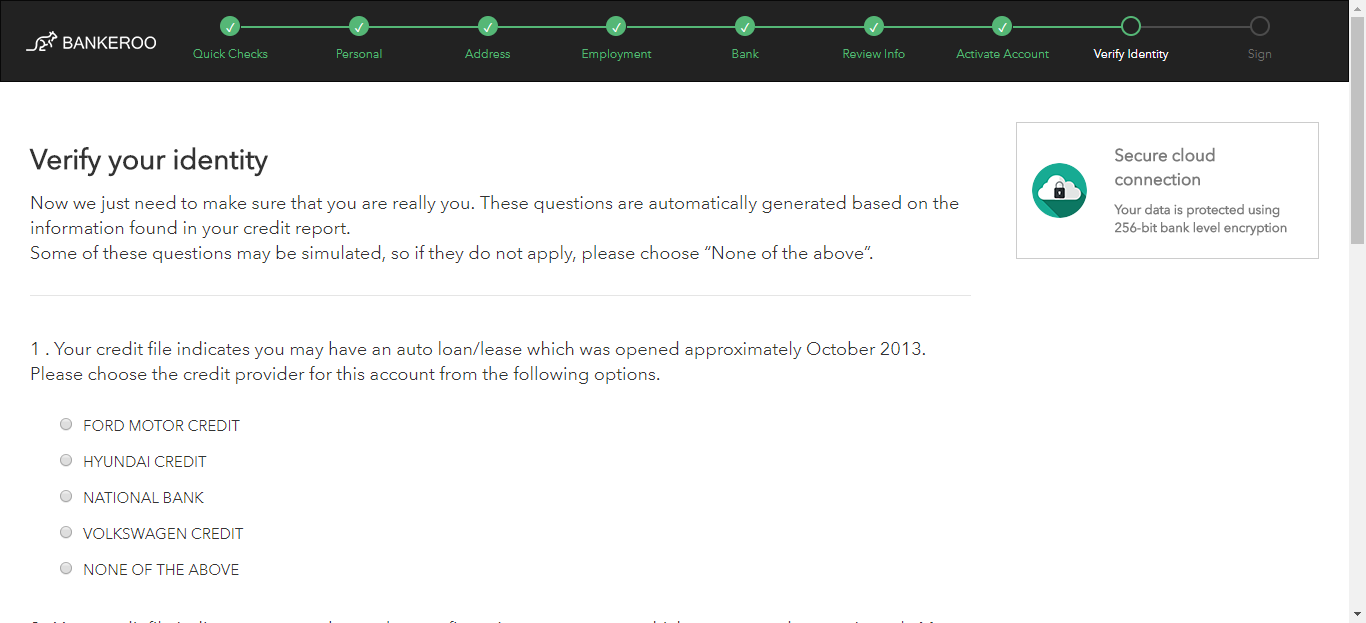 BANKEROO
Quick Checks
Personal
Address
Employment
Bank
Review Info
Activate Account
Verify Identity
Sign
Verify your identity
Now we just need to make sure that you are really you. These questions are automatically generated based on the
information found in your credit report.
Some of these questions may be simulated, so if they do not apply, please choose “None of the above”.
Secure cloud
connection
Your data is protected using
256-bit bank level encryption
1 . Your credit file indicates you may have an auto loan/lease which was opened approximately October 2013.
Please choose the credit provider for this account from the following options.
FORD MOTOR CREDIT
HYUNDAI CREDIT
NATIONAL BANK
VOLKSWAGEN CREDIT
NONE OF THE ABOVE